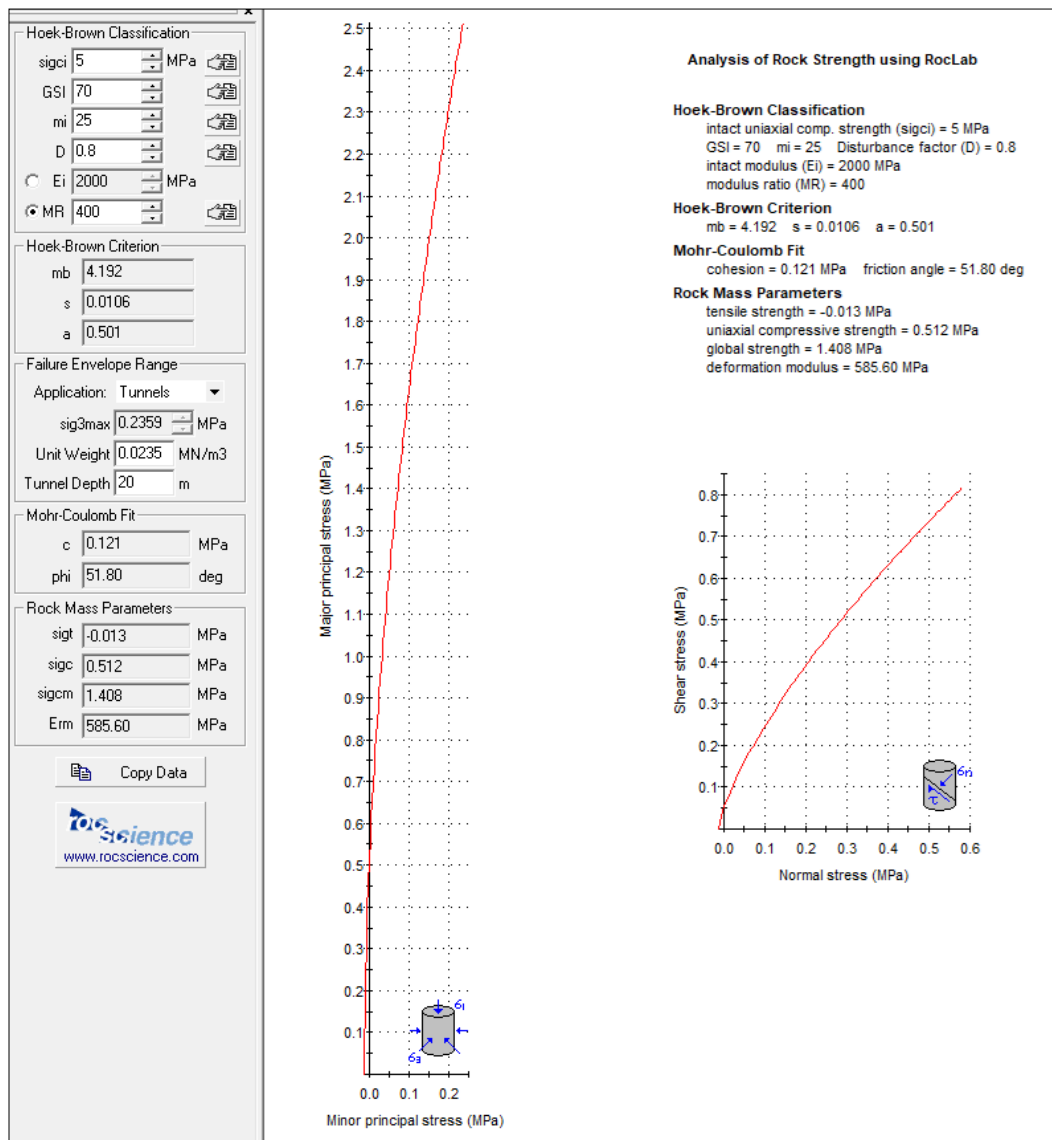 Hoek-Brown Classification
sigci 5 MPa
GSI 70
mi 25
D 0.8
Ei 2000 MPa
MR 400
Hoek-Brown Criterion
mb 4.192
s 0.0106
a 0.501
Failure Envelope Range
Application: Tunnels
sig3max 0.2359 MPa
Unit Weight 0.0235 MN/m3
Tunnel Depth 20 m
Mohr-Coulomb Fit
c 0.121 MPa
phi 51.80 deg
Rock Mass Parameters
sigt -0.013 MPa
sigc 0.512 MPa
sigcm 1.408 MPa
Erm 585.60 MPa
Copy Data
rocscience
www.rocscience.com
Major principal stress (MPa)
2.5
2.4
2.3
2.2
2.1
2.0
1.9
1.8
1.7
1.6
1.5
1.4
1.3
1.2
1.1
1.0
0.9
0.8
0.7
0.6
0.5
0.4
0.3
0.2
0.1
σ1
σ3
0.0 0.1 0.2
Minor principal stress (MPa)
Analysis of Rock Strength using RocLab
Hoek-Brown Classification
intact uniaxial comp. strength (sigci) = 5 MPa
GSI = 70 mi = 25 Disturbance factor (D) = 0.8
intact modulus (Ei) = 2000 MPa
modulus ratio (MR) = 400
Hoek-Brown Criterion
mb = 4.192 s = 0.0106 a = 0.501
Mohr-Coulomb Fit
cohesion = 0.121 MPa friction angle = 51.80 deg
Rock Mass Parameters
tensile strength = -0.013 MPa
uniaxial compressive strength = 0.512 MPa
global strength = 1.408 MPa
deformation modulus = 585.60 MPa
Shear stress (MPa)
0.8
0.7
0.6
0.5
0.4
0.3
0.2
0.1
σn
τ
0.0 0.1 0.2 0.3 0.4 0.5 0.6
Normal stress (MPa)